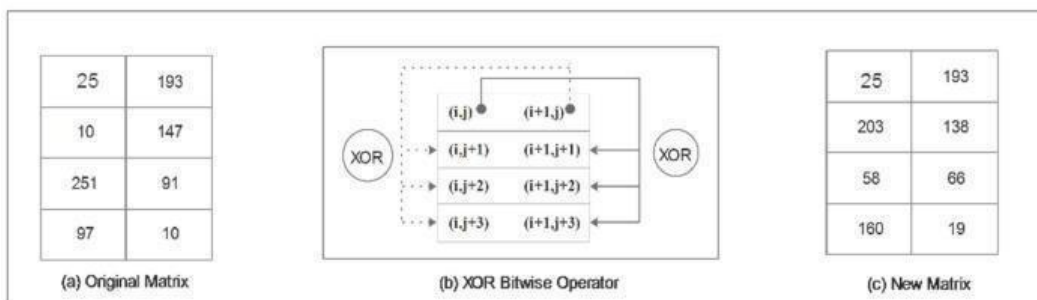 25 193
10 147
251 91
97 10
(a) Original Matrix
(i,j) (i+1,j)
XOR (i,j+1) (i+1,j+1) XOR
(i,j+2) (i+1,j+2)
(i,j+3) (i+1,j+3)
(b) XOR Bitwise Operator
25 193
203 138
58 66
160 19
(c) New Matrix